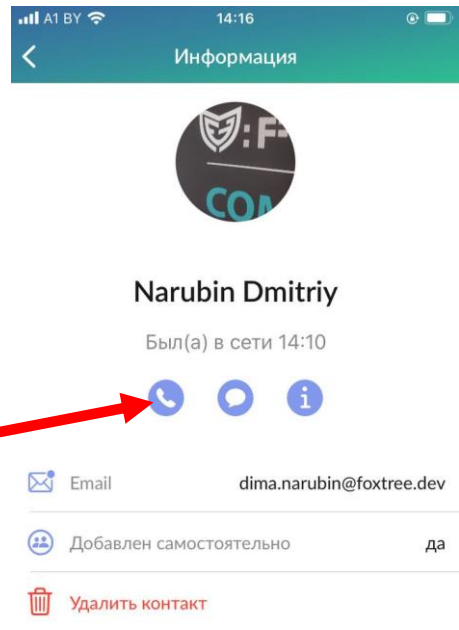 A1 BY 14:16
Информация
:F
COM
Narubin Dmitriy
Был(а) в сети 14:10
Email dima.narubin@foxtree.dev
Добавлен самостоятельно да
Удалить контакт